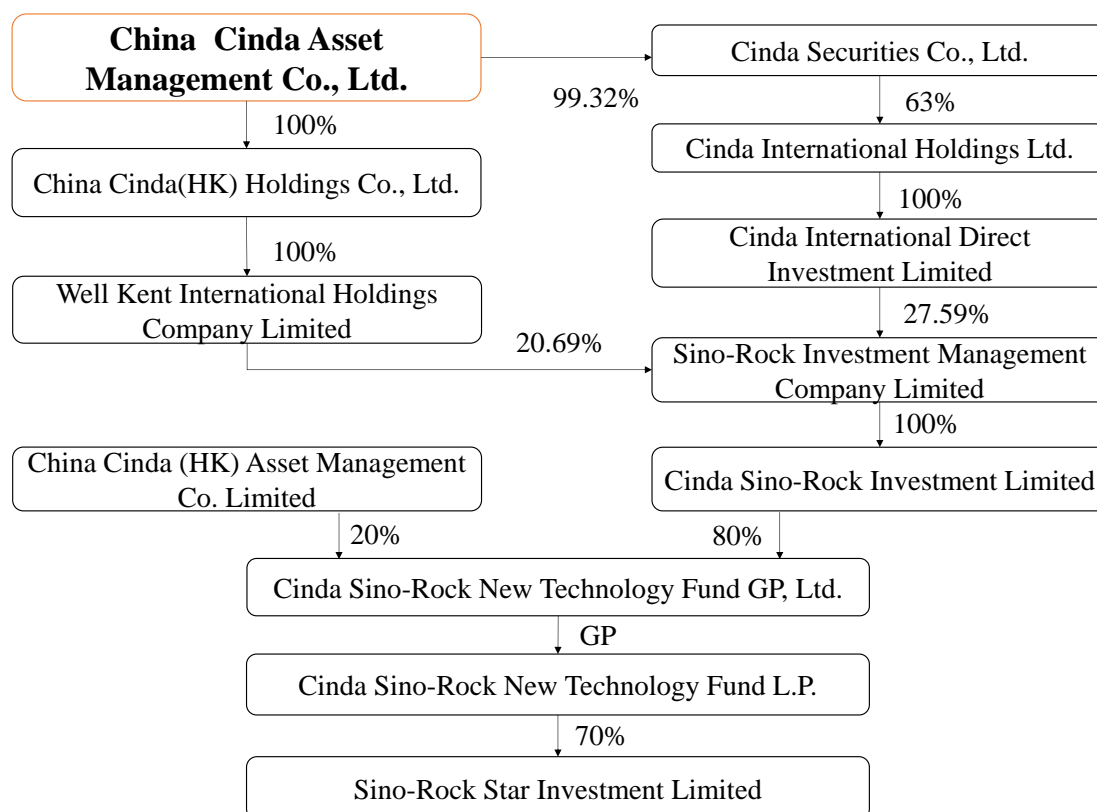 China  Cinda Asset
Management Co., Ltd.
Cinda Securities Co., Ltd.
99.32%
100%
63%
China Cinda(HK) Holdings Co., Ltd.
Cinda International Holdings Ltd.
100%
100%
Cinda International Direct
Investment Limited
Well Kent International Holdings
Company Limited
27.59%
20.69%
Sino-Rock Investment Management
Company Limited
100%
China Cinda (HK) Asset Management
Co. Limited
Cinda Sino-Rock Investment Limited
20%
80%
Cinda Sino-Rock New Technology Fund GP, Ltd.
GP
Cinda Sino-Rock New Technology Fund L.P.
70%
Sino-Rock Star Investment Limited